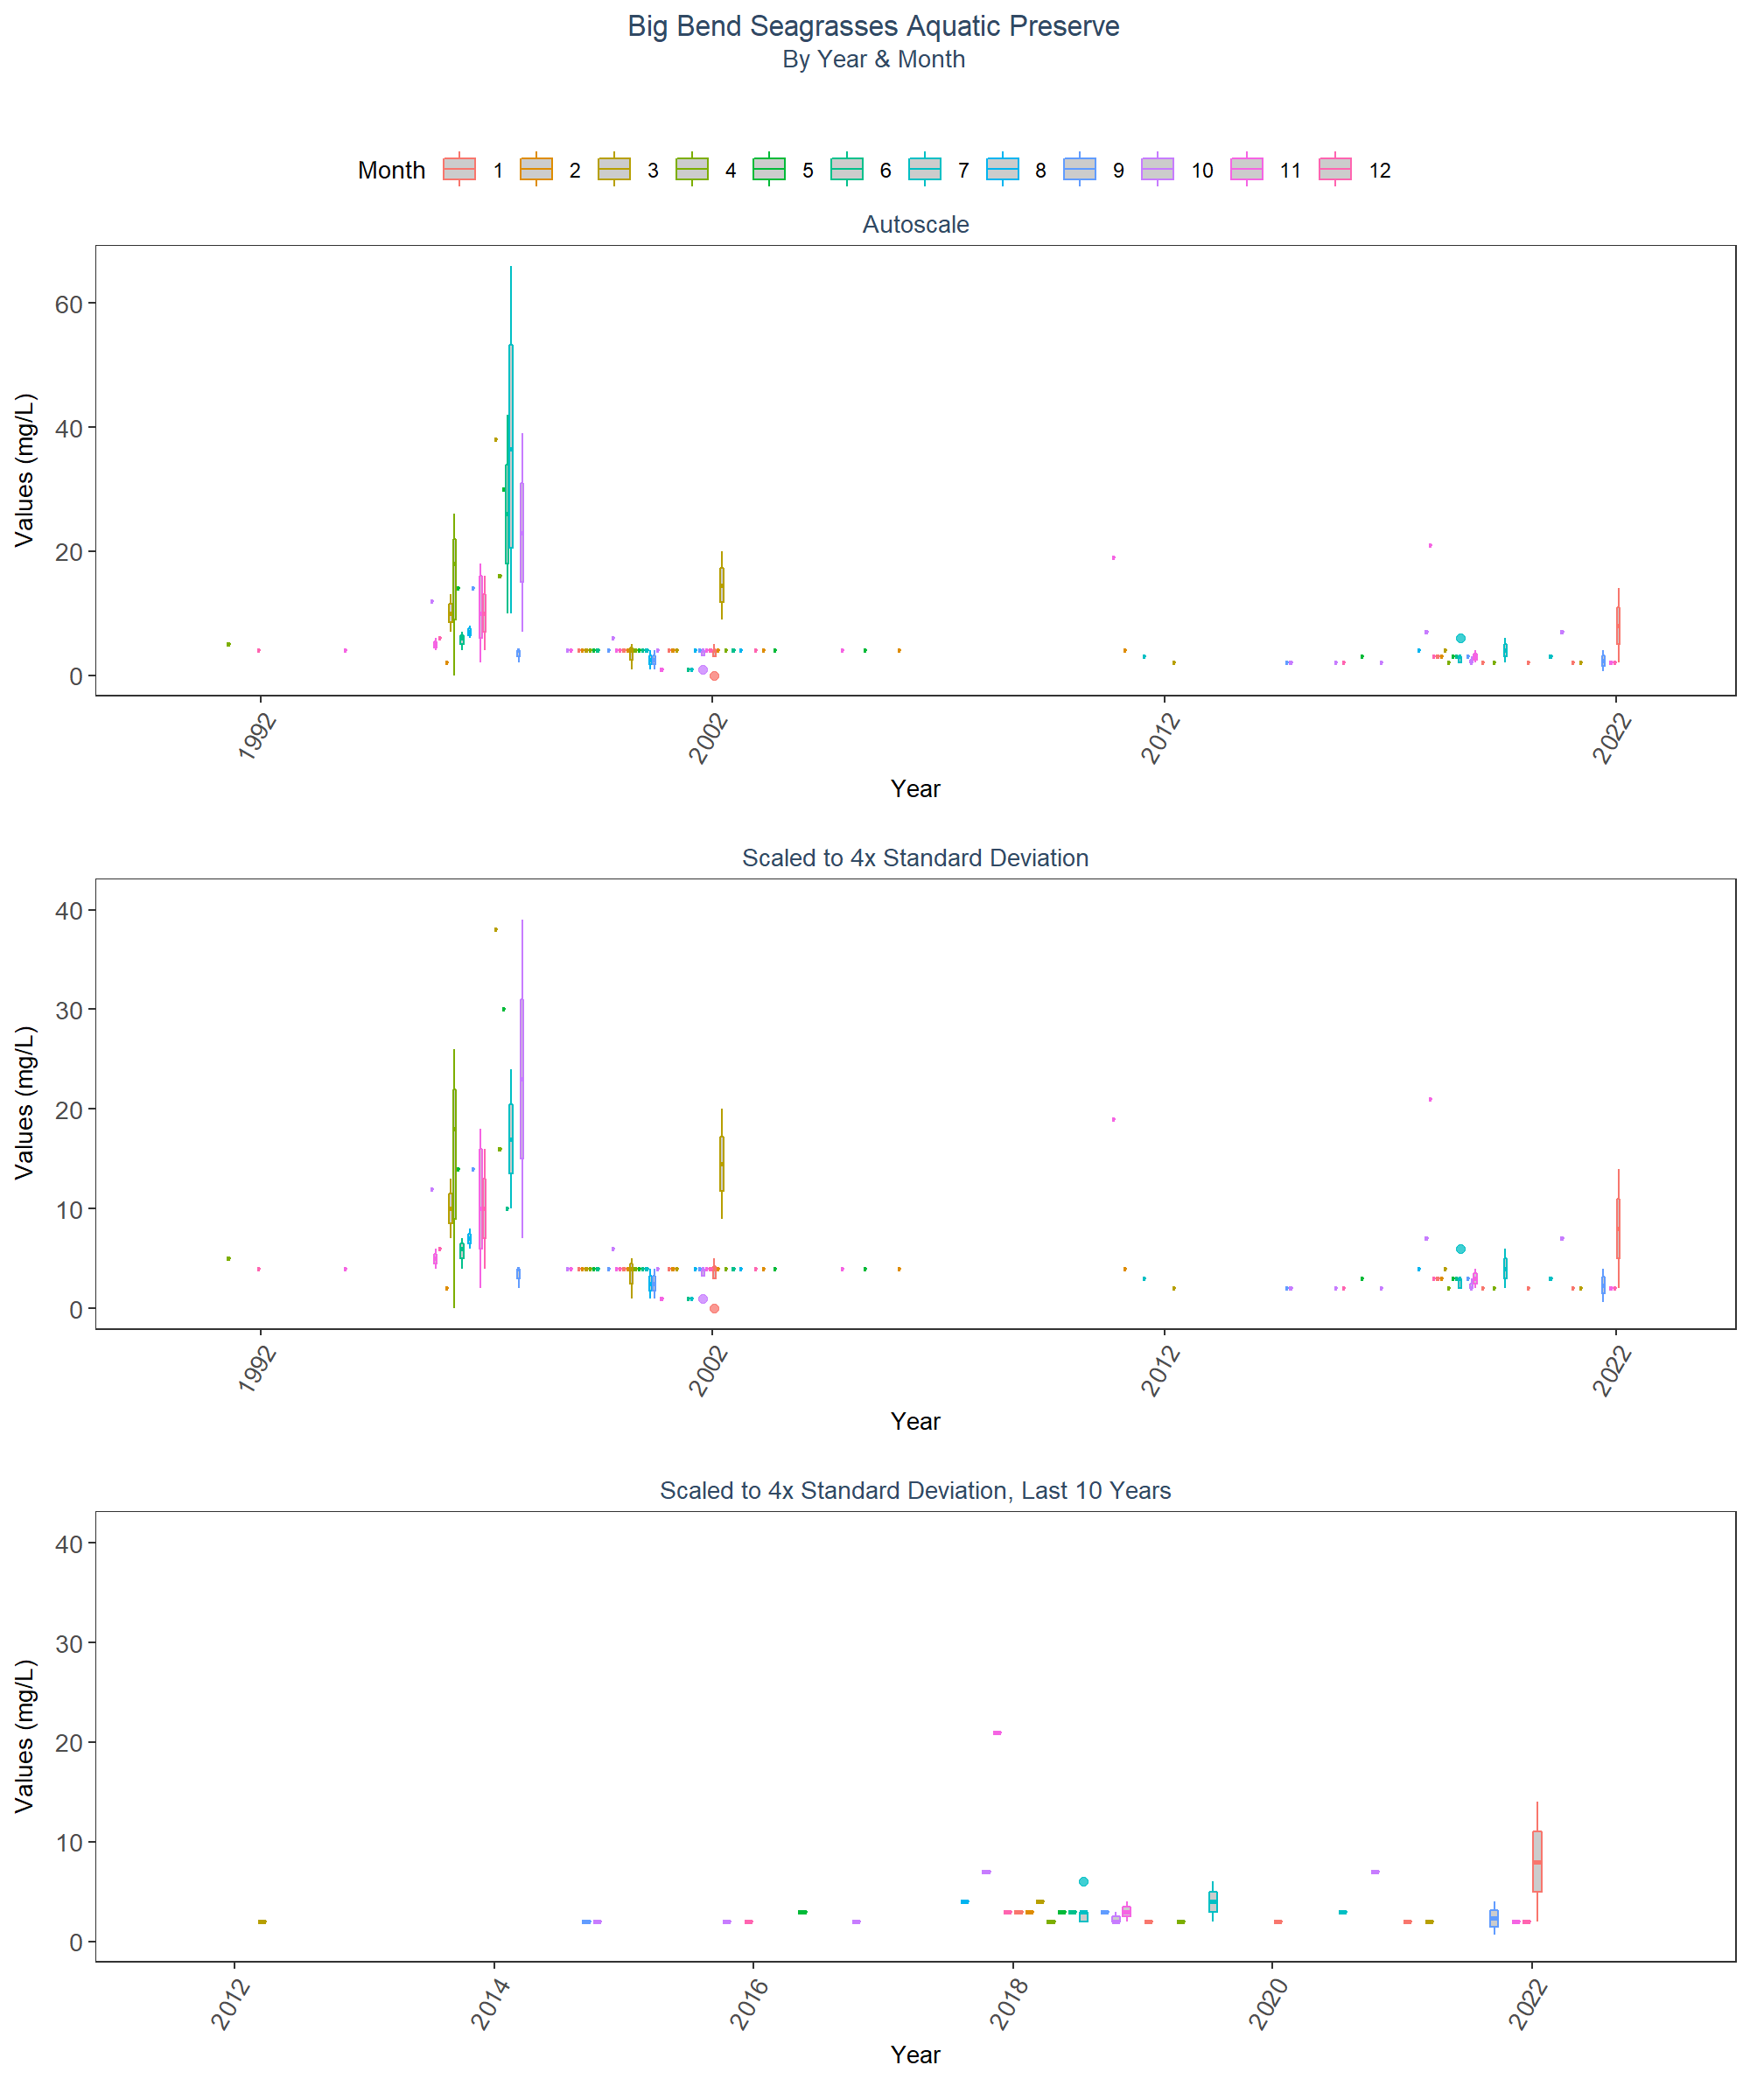 Big Bend Seagrasses Aquatic Preserve
By Year & Month
Month 1 2 3 4 5 6 7 8 9 10 11 12
Autoscale
Values (mg/L)
60
40
20
0
1992 2002 2012 2022
Year
Scaled to 4x Standard Deviation
Values (mg/L)
40
30
20
10
0
1992 2002 2012 2022
Year
Scaled to 4x Standard Deviation, Last 10 Years
Values (mg/L)
40
30
20
10
0
2012 2014 2016 2018 2020 2022
Year